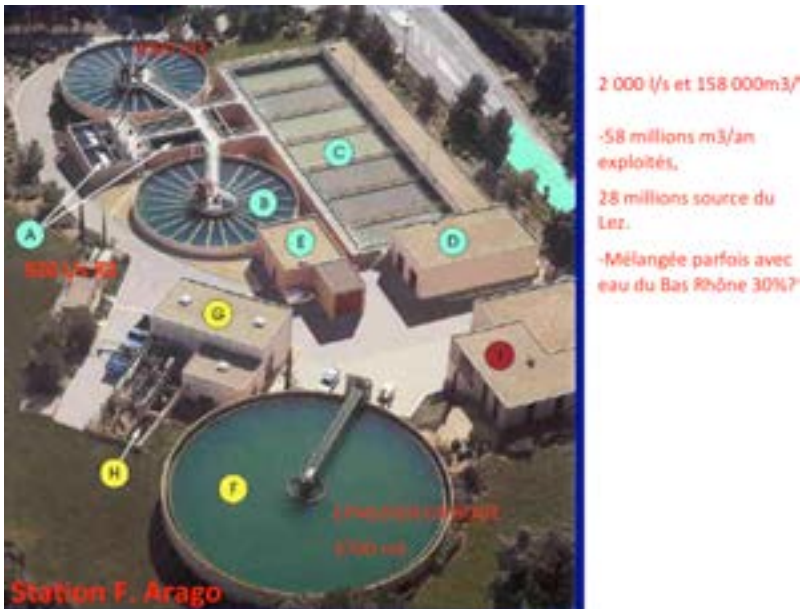 C
B
A
E
D
G
H
F
Station F. Arago
2 000 l/s et 158 000m3/
-58 millions m3/an
exploités,
28 millions source du
Lez.
-Mélangée parfois avec
eau du Bas Rhône 30%?